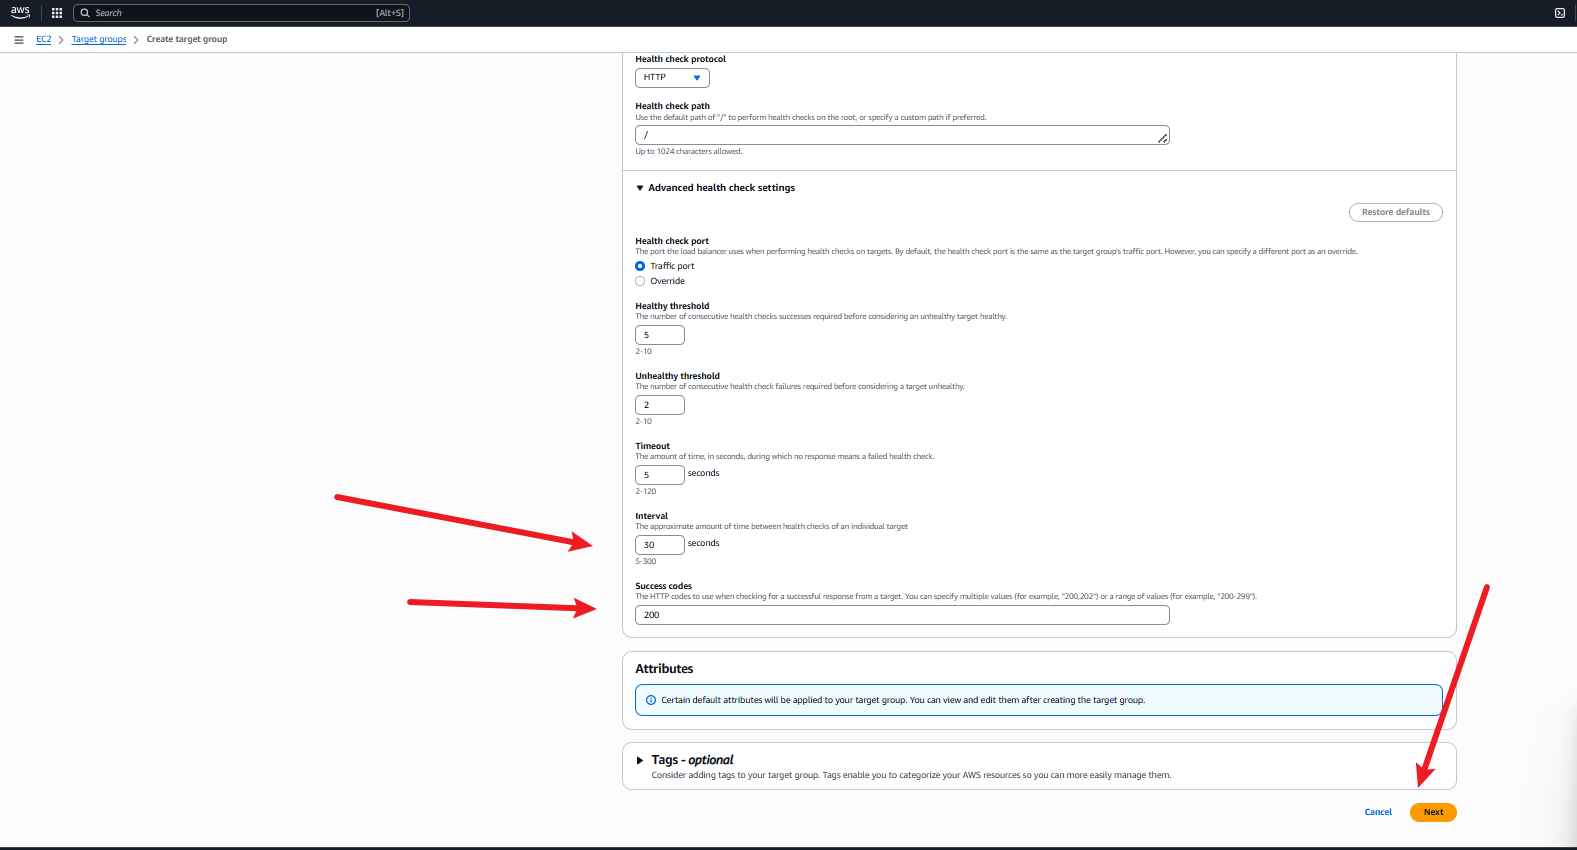 aws
Search [Alt+S]
EC2 > Target groups > Create target group
Health check protocol
HTTP
Health check path
Use the default path of "/" to perform health checks on the root, or specify a custom path if preferred.
/
Up to 1024 characters allowed.
Advanced health check settings
Restore defaults
Health check port
The port the load balancer uses when performing health checks on targets. By default, the health check port is the same as the target group's traffic port. However, you can specify a different port as an override.
Traffic port
Override
Healthy threshold
The number of consecutive health checks successes required before considering an unhealthy target healthy.
5
2-10
Unhealthy threshold
The number of consecutive health check failures required before considering a target unhealthy.
2
2-10
Timeout
The amount of time, in seconds, during which no response means a failed health check.
5 seconds
2-120
Interval
The approximate amount of time between health checks of an individual target
30 seconds
5-300
Success codes
The HTTP codes to use when checking for a successful response from a target. You can specify multiple values (for example, "200,202") or a range of values (for example, "200-299").
200
Attributes
Certain default attributes will be applied to your target group. You can view and edit them after creating the target group.
Tags - optional
Consider adding tags to your target group. Tags enable you to categorize your AWS resources so you can more easily manage them.
Cancel Next